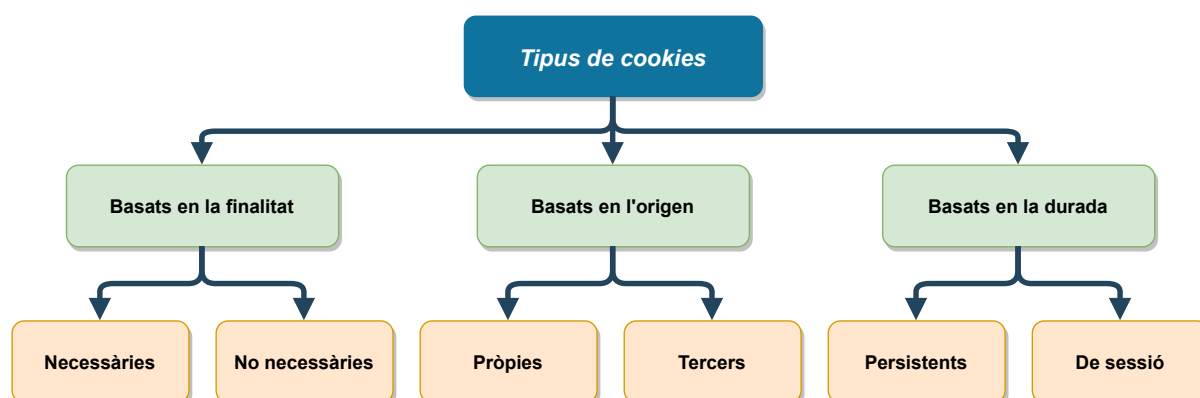 Tipus de cookies
Basats en la finalitat
Basats en l'origen
Basats en la durada
Necessàries
No necessàries
Pròpies
Tercers
Persistents
De sessió